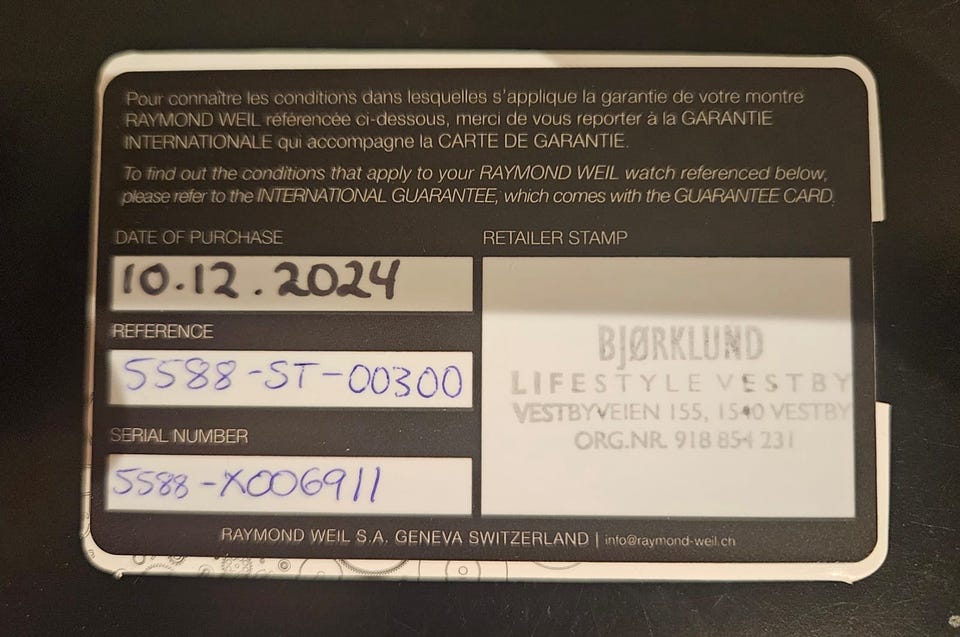 Pour connaître les conditions dans lesquelles s'applique la garantie de votre montre
RAYMOND WEIL référéncée ci-dessous, merci de vous reporter à la GARANTIE
INTERNATIONALE qui accompagne la CARTE DE GARANTIE.
To find out the conditions that apply to your RAYMOND WEIL watch referenced below,
please refer to the INTERNATIONAL GUARANTEE, which comes with the GUARANTEE CARD.
DATE OF PURCHASE
10.12.2024
REFERENCE
5588-ST-00300
SERIAL NUMBER
5588-X006911
RETAILER STAMP
BJØRKLUND
LIFESTYLE VESTBY
VESTBYVEIEN 155, 1540 VESTBY
ORG.NR. 918 854 231
RAYMOND WEIL S.A. GENEVA SWITZERLAND | info@raymond-weil.ch